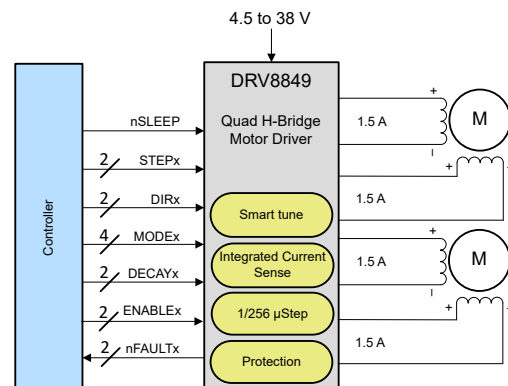 4.5 to 38 V
DRV8849
Quad H-Bridge
Motor Driver
Controller
nSLEEP
2
STEPx
2
DIRx
4
MODEx
2
DECAYx
2
ENABLEx
2
nFAULTx
Smart tune
Integrated Current
Sense
1/256 µStep
Protection
+
1.5 A
M
–
+
-
1.5 A
+
1.5 A
M
–
+
-
1.5 A